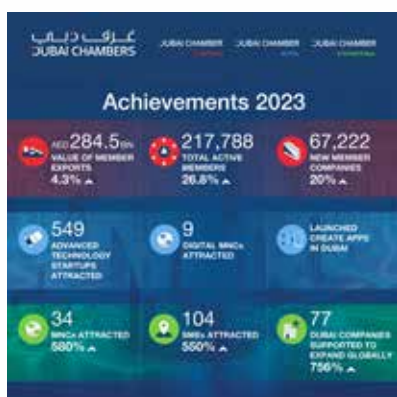 غرف دبي
DUBAI CHAMBERS
DUBAI CHAMBER
DUBAI CHAMBER
DUBAI CHAMBER
Achievements 2023
AED 284.5 BN
VALUE OF MEMBER
EXPORTS
4.3%
217,788
TOTAL ACTIVE
MEMBERS
26.8%
67,222
NEW MEMBER
COMPANIES
20%
549
ADVANCED
TECHNOLOGY
STARTUPS
ATTRACTED
9
DIGITAL MNCs
ATTRACTED
LAUNCHED
CREATE APPS
IN DUBAI
34
MNCs ATTRACTED
580%
104
SMEs ATTRACTED
550%
77
DUBAI COMPANIES
SUPPORTED TO
EXPAND GLOBALLY
756%